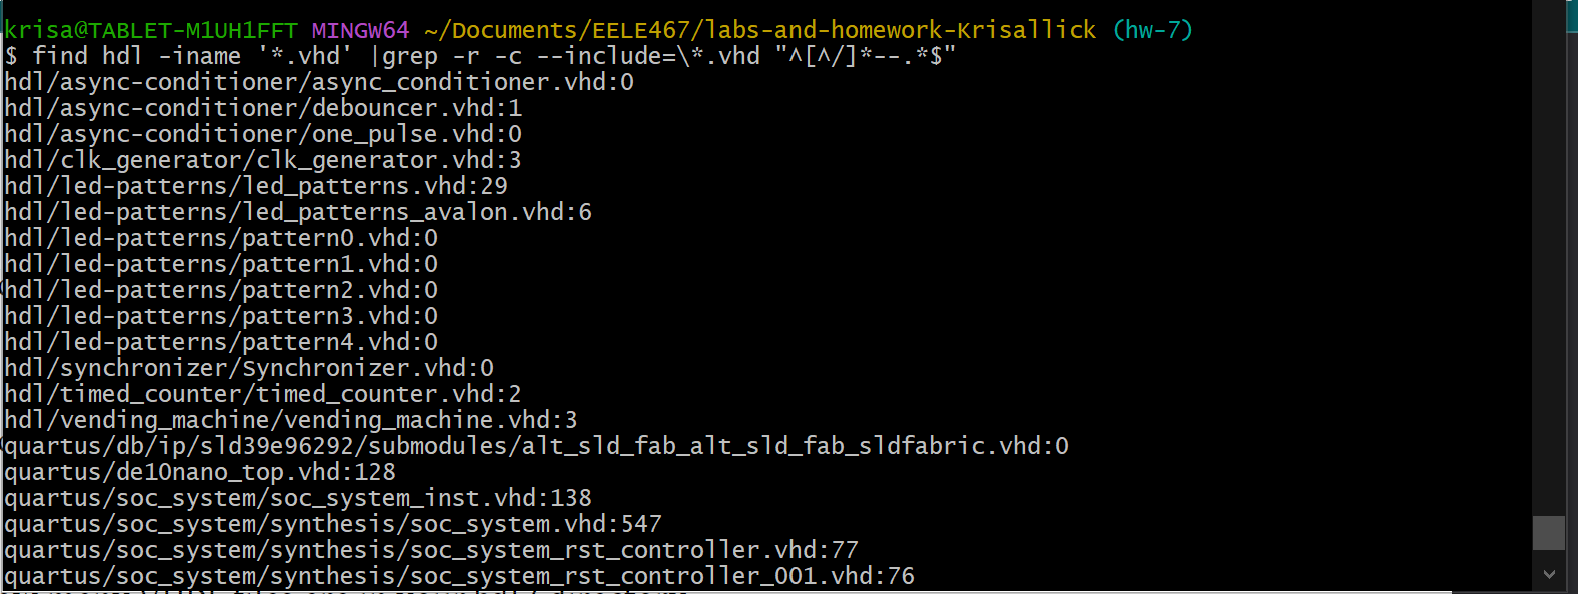 krisa@TABLET-M1UH1FFT MINGW64 ~/Documents/EELE467/labs-and-homework-Krisallick (hw-7)
$ find hdl -iname '*.vhd' |grep -r -c --include=\*.vhd "^[^/]*--.*$"
hdl/async-conditioner/async_conditioner.vhd:0
hdl/async-conditioner/debouncer.vhd:1
hdl/async-conditioner/one_pulse.vhd:0
hdl/clk_generator/clk_generator.vhd:3
hdl/led-patterns/led_patterns.vhd:29
hdl/led-patterns/led_patterns_avalon.vhd:6
hdl/led-patterns/pattern0.vhd:0
hdl/led-patterns/pattern1.vhd:0
hdl/led-patterns/pattern2.vhd:0
hdl/led-patterns/pattern3.vhd:0
hdl/led-patterns/pattern4.vhd:0
hdl/synchronizer/Synchronizer.vhd:0
hdl/timed_counter/timed_counter.vhd:2
hdl/vending_machine/vending_machine.vhd:3
quartus/db/ip/sld39e96292/submodules/alt_sld_fab_alt_sld_fab_sldfabric.vhd:0
quartus/de10nano_top.vhd:128
quartus/soc_system/soc_system_inst.vhd:138
quartus/soc_system/synthesis/soc_system.vhd:547
quartus/soc_system/synthesis/soc_system_rst_controller.vhd:77
quartus/soc_system/synthesis/soc_system_rst_controller_001.vhd:76